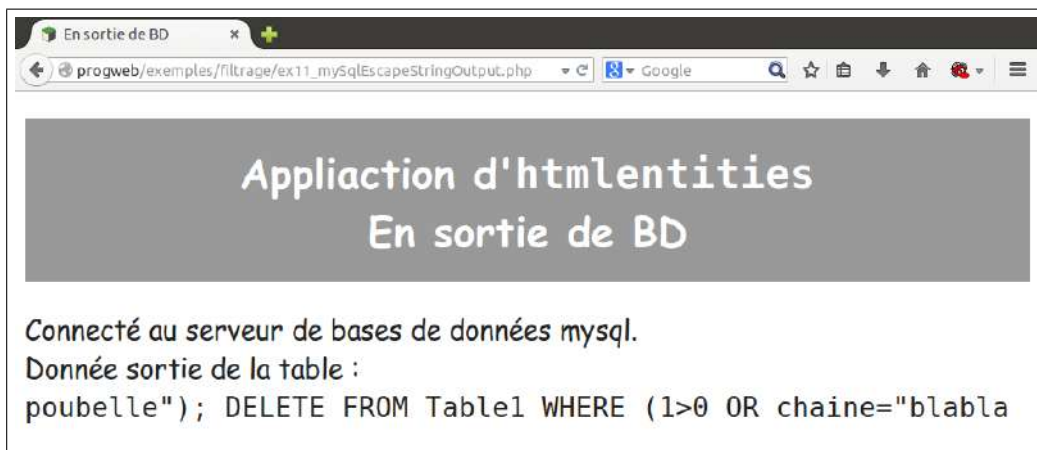 En sortie de BD
progweb/exemples/filtrage/ex11_mySqlEscapeStringOutput.php
Google
Appliaction d'htmlentities
En sortie de BD
Connecté au serveur de bases de données mysql.
Donnée sortie de la table :
poubelle"); DELETE FROM Table1 WHERE (1>0 OR chaine="blabla